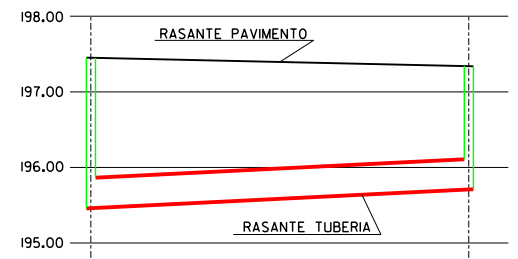 198.00
RASANTE PAVIMENTO
197.00
196.00
RASANTE TUBERIA
195.00